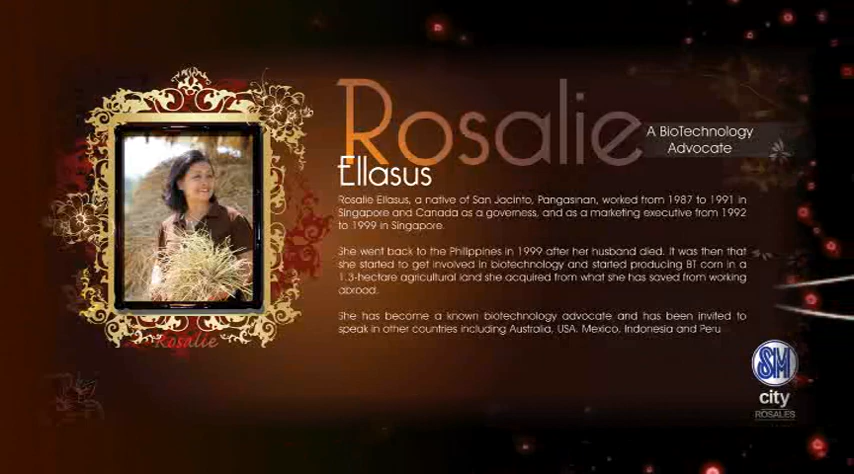 Rosalie
Ellasus
A BioTechnology
Advocate
Rosalie Ellasus, a native of San Jacinto, Pangasinan, worked from 1987 to 1991 in
Singapore and Canada as a governess, and as a marketing executive from 1992
to 1999 in Singapore.
She went back to the Philippines in 1999 after her husband died. It was then that
she started to get involved in biotechnology and started producing BT corn in a
1.3-hectare agricultural land she acquired from what she has saved from working
abroad.
She has become a known biotechnology advocate and has been invited to
speak in other countries including Australia, USA, Mexico, Indonesia and Peru
Rosalie
SM
city
ROSALES